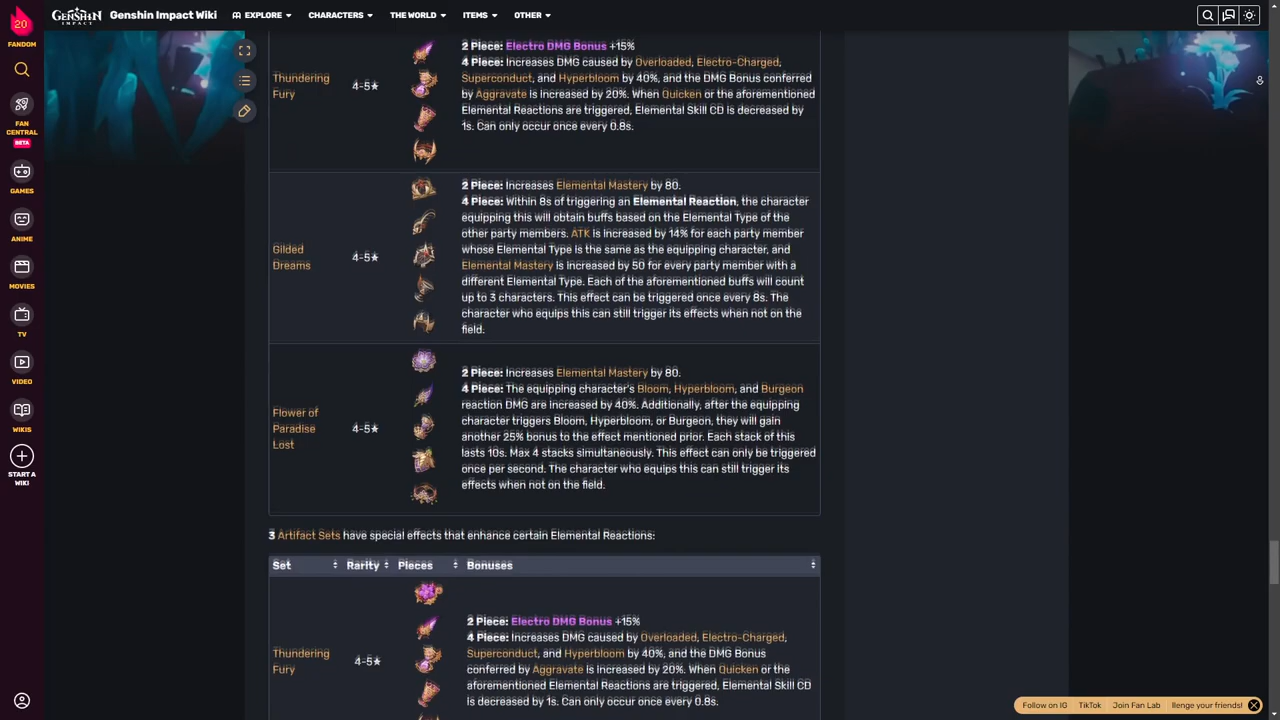 GENSHIN IMPACT
Genshin Impact Wiki
EXPLORE
CHARACTERS
THE WORLD
ITEMS
OTHER
20
FANDOM
FAN CENTRAL
BETA
GAMES
ANIME
MOVIES
TV
VIDEO
WIKIS
START A WIKI
Thundering
Fury
4-5★
2 Piece: Electro DMG Bonus +15%
4 Piece: Increases DMG caused by Overloaded, Electro-Charged,
Superconduct, and Hyperbloom by 40%, and the DMG Bonus conferred
by Aggravate is increased by 20%. When Quicken or the aforementioned
Elemental Reactions are triggered, Elemental Skill CD is decreased by
1s. Can only occur once every 0.8s.
Gilded
Dreams
4-5★
2 Piece: Increases Elemental Mastery by 80.
4 Piece: Within 8s of triggering an Elemental Reaction, the character
equipping this will obtain buffs based on the Elemental Type of the
other party members. ATK is increased by 14% for each party member
whose Elemental Type is the same as the equipping character, and
Elemental Mastery is increased by 50 for every party member with a
different Elemental Type. Each of the aforementioned buffs will count
up to 3 characters. This effect can be triggered once every 8s. The
character who equips this can still trigger its effects when not on the
field.
Flower of
Paradise
Lost
4-5★
2 Piece: Increases Elemental Mastery by 80.
4 Piece: The equipping character's Bloom, Hyperbloom, and Burgeon
reaction DMG are increased by 40%. Additionally, after the equipping
character triggers Bloom, Hyperbloom, or Burgeon, they will gain
another 25% bonus to the effect mentioned prior. Each stack of this
lasts 10s. Max 4 stacks simultaneously. This effect can only be triggered
once per second. The character who equips this can still trigger its
effects when not on the field.
3 Artifact Sets have special effects that enhance certain Elemental Reactions:
Set Rarity Pieces Bonuses
Thundering
Fury
4-5★
2 Piece: Electro DMG Bonus +15%
4 Piece: Increases DMG caused by Overloaded, Electro-Charged,
Superconduct, and Hyperbloom by 40%, and the DMG Bonus
conferred by Aggravate is increased by 20%. When Quicken or the
aforementioned Elemental Reactions are triggered, Elemental Skill CD
is decreased by 1s. Can only occur once every 0.8s.
Follow on IG TikTok Join Fan Lab llenge your friends!